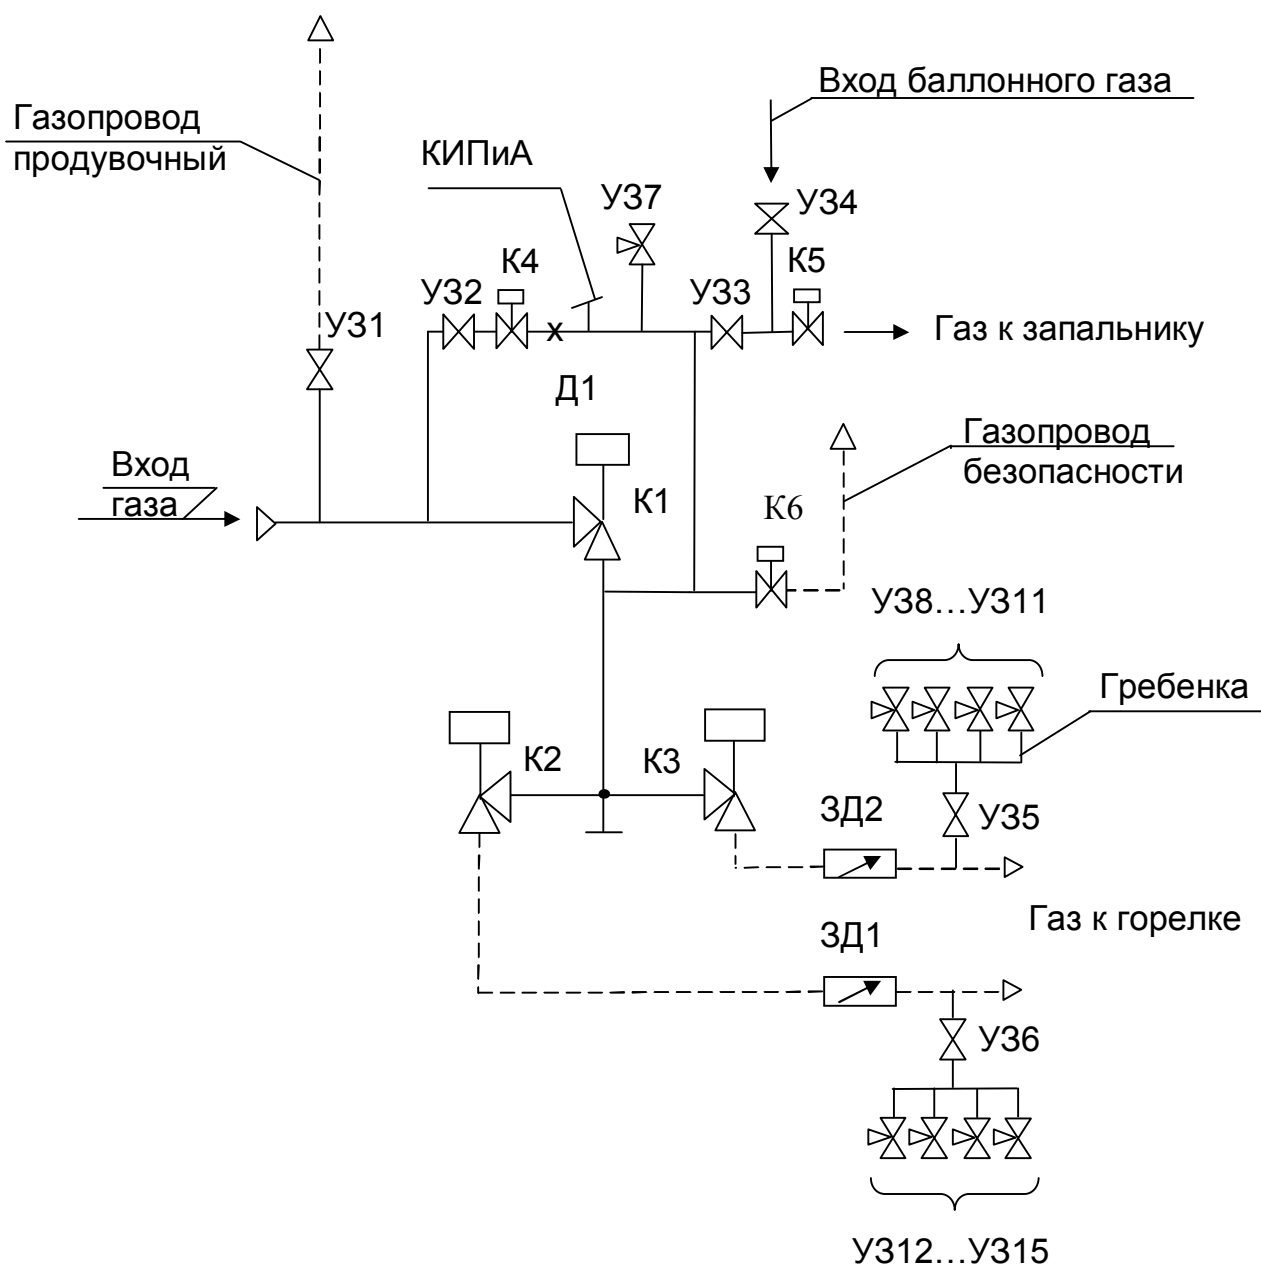 Вход баллонного газа
Газопровод
продувочный
КИПиА
УЗ7
УЗ4
К4
К5
УЗ2
УЗ3
УЗ1
х
Газ к запальнику
Д1
Газопровод
безопасности
Вход
газа
К1
К6
УЗ8...УЗ11
Гребенка
К2
К3
ЗД2
УЗ5
Газ к горелке
ЗД1
УЗ6
УЗ12...УЗ15